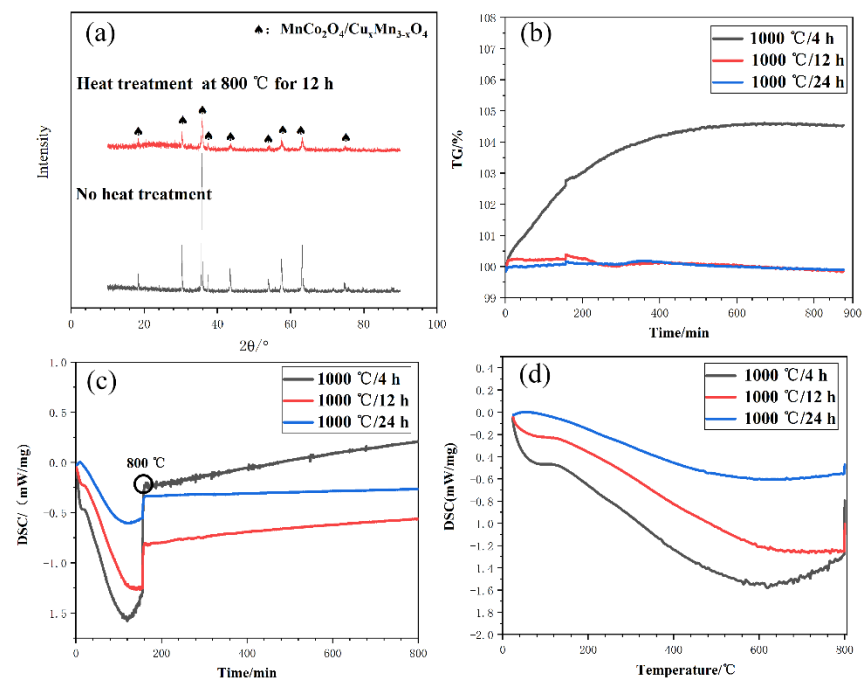 (a)
♠: MnCo₂O₄/CuₓMn₃₋ₓO₄
Heat treatment at 800 ℃ for 12 h
No heat treatment
Intensity
0 20 40 60 80 100
2θ/°
(b)
1000 ℃/4 h
1000 ℃/12 h
1000 ℃/24 h
TG/%
108
107
106
105
104
103
102
101
100
99
0 100 200 300 400 500 600 700 800 900
Time/min
(c)
1000 ℃/4 h
1000 ℃/12 h
1000 ℃/24 h
800 ℃
DSC/（mW/mg)
1.0
0.5
0.0
-0.5
-1.0
1.5
0 200 400 600 800
Time/min
(d)
1000 ℃/4 h
1000 ℃/12 h
1000 ℃/24 h
DSC(mW/mg)
0.4
0.2
0.0
-0.2
-0.4
-0.6
-0.8
-1.0
-1.2
-1.4
-1.6
-1.8
-2.0
0 200 400 600 800
Temperature/℃